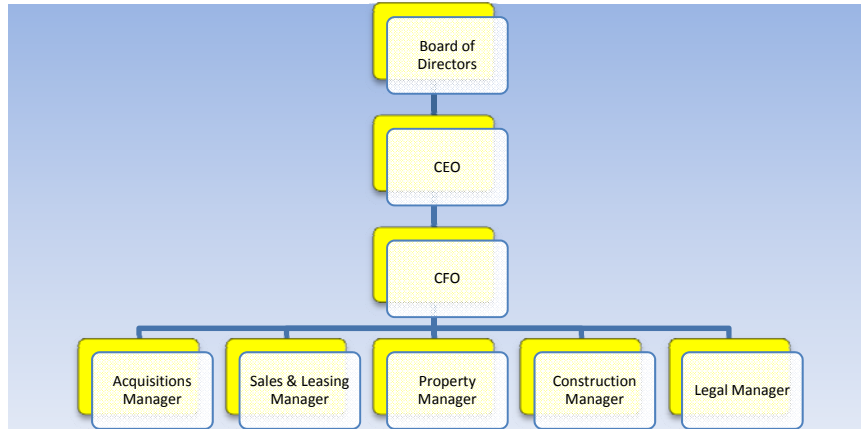 Board of
Directors
CEO
CFO
Acquisitions
Manager
Sales & Leasing
Manager
Property
Manager
Construction
Manager
Legal Manager